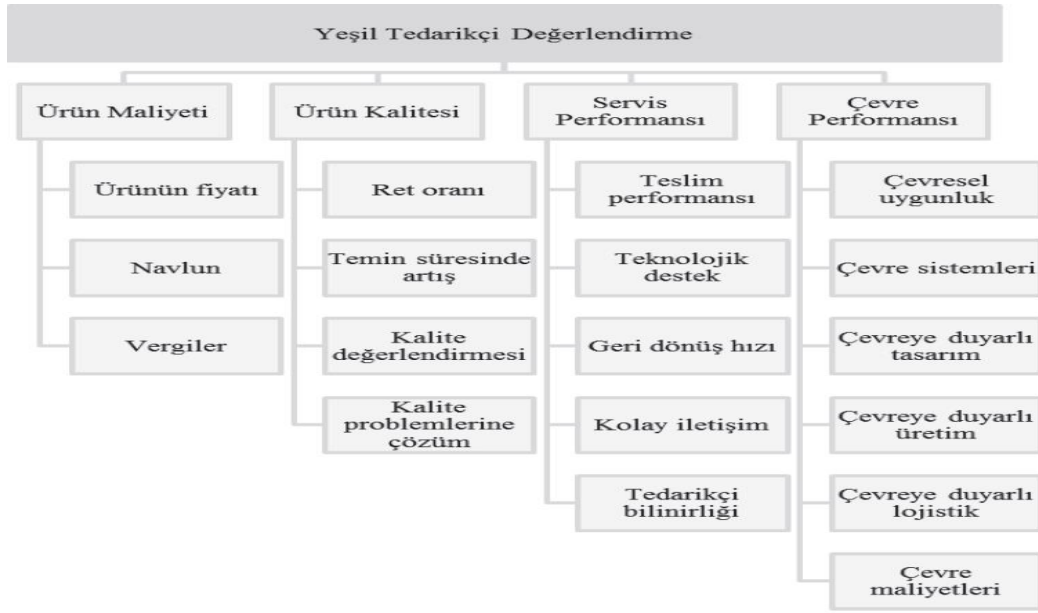 Yeşil Tedarikçi Değerlendirme
Ürün Maliyeti
Ürünün fiyatı
Navlun
Vergiler
Ürün Kalitesi
Ret oranı
Temin süresinde
artış
Kalite
değerlendirmesi
Kalite
problemlerine
çözüm
Servis
Performansı
Teslim
performansı
Teknolojik
destek
Geri dönüş hızı
Kolay iletişim
Tedarikçi
bilinirliği
Çevre
Performansı
Çevresel
uygunluk
Çevre sistemleri
Çevreye duyarlı
tasarım
Çevreye duyarlı
üretim
Çevreye duyarlı
lojistik
Çevre
maliyetleri